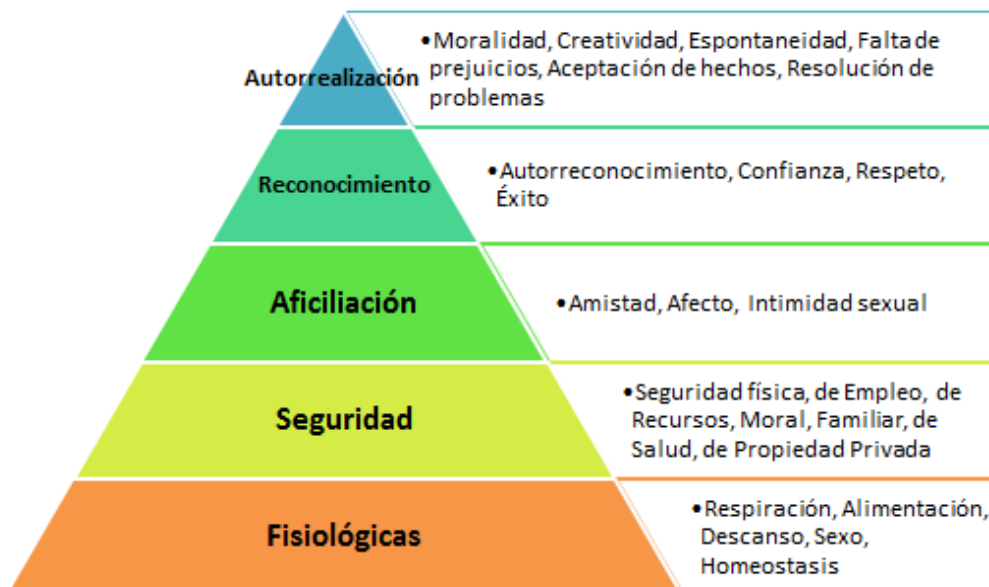 Autorrealización
•Moralidad, Creatividad, Espontaneidad, Falta de
prejuicios, Aceptación de hechos, Resolución de
problemas
Reconocimiento
•Autorreconocimiento, Confianza, Respeto,
Éxito
Aficiliación
•Amistad, Afecto, Intimidad sexual
Seguridad
•Seguridad física, de Empleo, de
Recursos, Moral, Familiar, de
Salud, de Propiedad Privada
Fisiológicas
•Respiración, Alimentación,
Descanso, Sexo,
Homeostasis